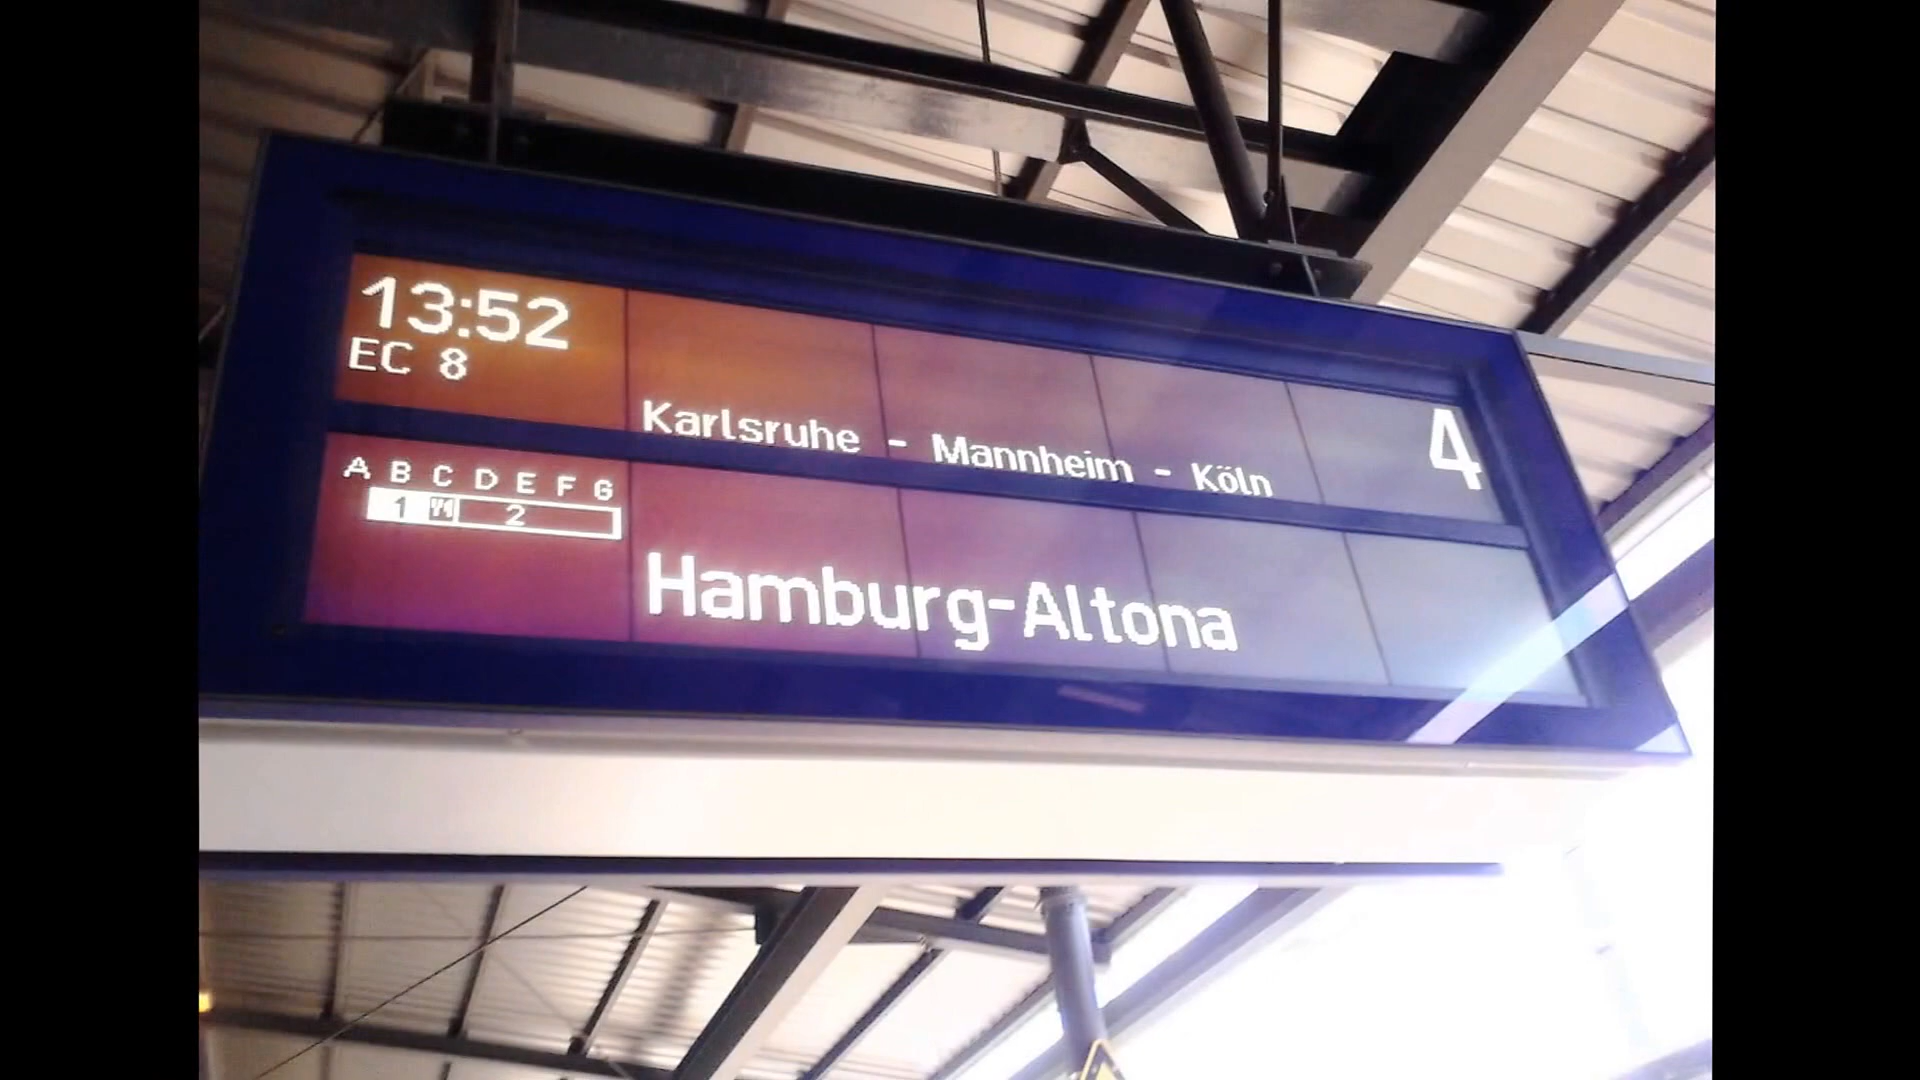 13:52
EC 8
Karlsruhe - Mannheim - Köln
4
A B C D E F G
1 2
Hamburg-Altona